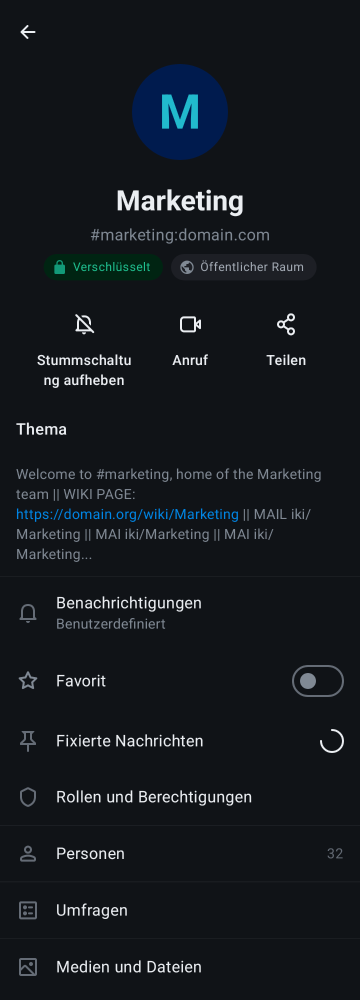 M
Marketing
#marketing:domain.com
Verschlüsselt
Öffentlicher Raum
Stummschaltu
ng aufheben
Anruf
Teilen
Thema
Welcome to #marketing, home of the Marketing
team || WIKI PAGE:
https://domain.org/wiki/Marketing || MAIL iki/
Marketing || MAI iki/Marketing || MAI iki/
Marketing...
Benachrichtigungen
Benutzerdefiniert
Favorit
Fixierte Nachrichten
Rollen und Berechtigungen
Personen 32
Umfragen
Medien und Dateien